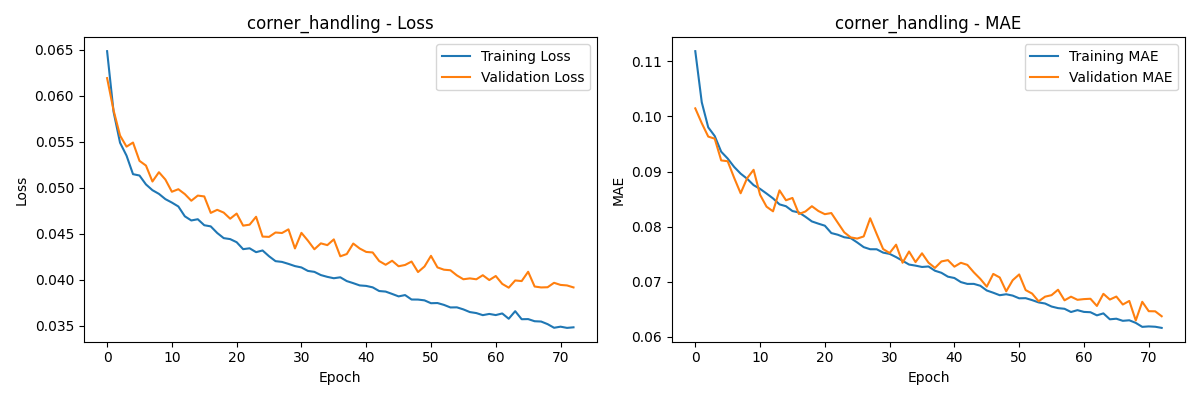 corner_handling - Loss
0.065
0.060
0.055
0.050
0.045
0.040
0.035
Loss
Training Loss
Validation Loss
0 10 20 30 40 50 60 70
Epoch
corner_handling - MAE
0.11
0.10
0.09
0.08
0.07
0.06
MAE
Training MAE
Validation MAE
0 10 20 30 40 50 60 70
Epoch